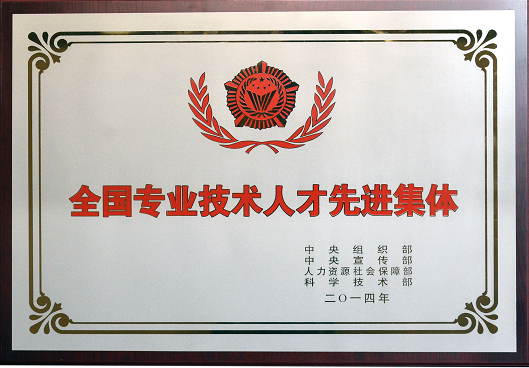 全国专业技术人才先进集体
中央组织部
中央宣传部
人力资源社会保障部
科学技术部
二〇一四年